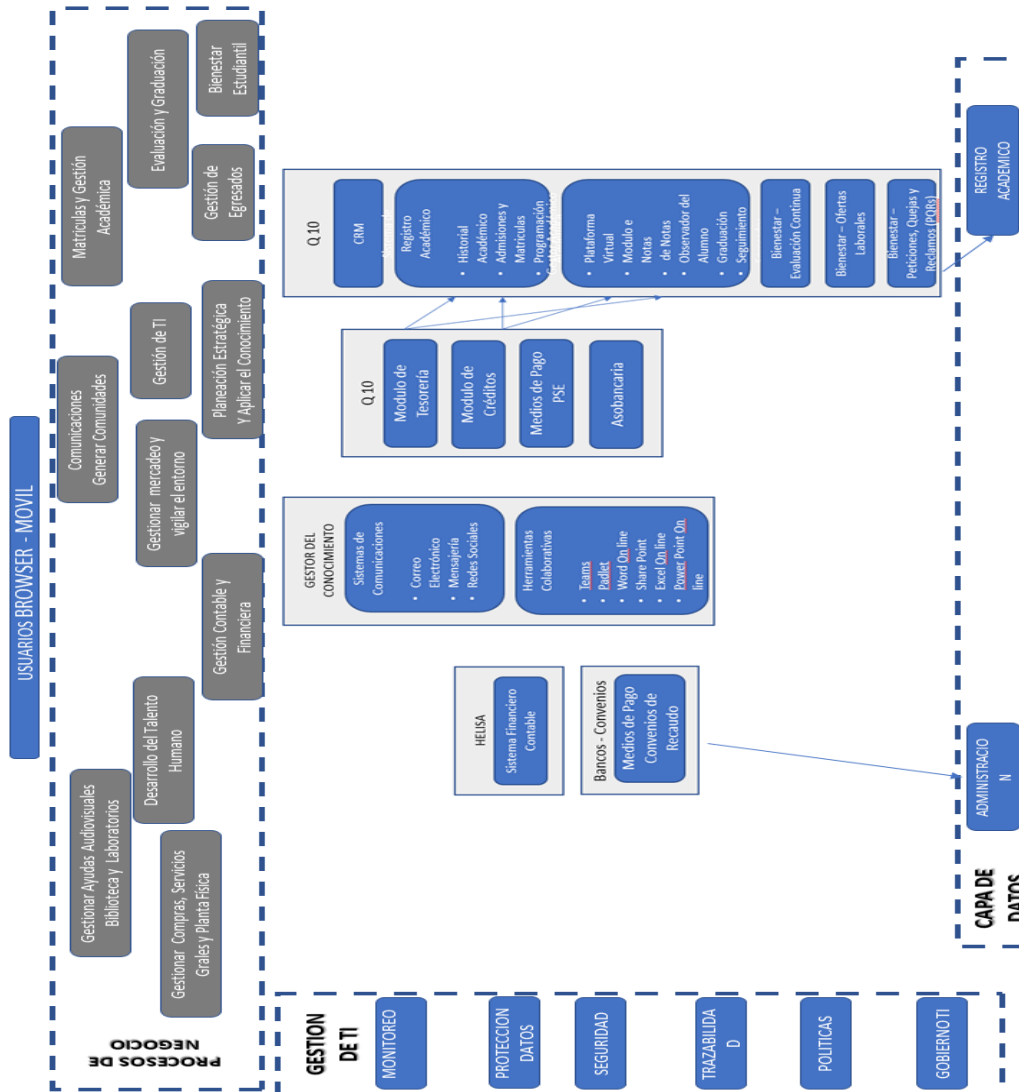 USUARIOS BROWSER - MOVIL
PROCESOS DE
NEGOCIO
Gestionar Ayudas Audiovisuales
Biblioteca y Laboratorios
Comunicaciones
Generar Comunidades
Matriculas y Gestión
Académica
Desarrollo del Talento
Humano
Gestionar mercadeo y
vigilar el entorno
Gestión de TI
Evaluación y Graduación
Gestionar Compras, Servicios
Grales y Planta Física
Gestión Contable y
Financiera
Planeación Estratégica
Y Aplicar el Conocimiento
Gestión de
Egresados
Bienestar
Estudiantil
GESTION
DE TI
MONITOREO
PROTECCION
DATOS
SEGURIDAD
TRAZABILIDA
D
POLITICAS
GOBIERNO TI
HELISA
Sistema Financiero
Contable
Bancos - Convenios
Medios de Pago
Convenios de
Recaudo
GESTOR DEL
CONOCIMIENTO
Sistemas de
Comunicaciones
• Correo
Electrónico
• Mensajería
• Redes Sociales
Herramientas
Colaborativas
• Teams
• Padlet
• Word On line
• Share Point
• Excel On line
• Power Point On
line
Q 10
Modulo de
Tesorería
Modulo de
Créditos
Medios de Pago
PSE
Asobancaria
Q 10
CRM
Registro
Académico
• Historial
Académico
• Admisiones y
Matriculas
• Programación
• Plataforma
Virtual
• Modulo e
Notas
de Notas
• Observador del
Alumno
• Graduación
• Seguimiento
Bienestar –
Evaluación Continua
Bienestar – Ofertas
Laborales
Bienestar –
Peticiones, Quejas y
Reclamos (PQRs)
CAPA DE
DATOS
ADMINISTRACIO
N
REGISTRO
ACADEMICO